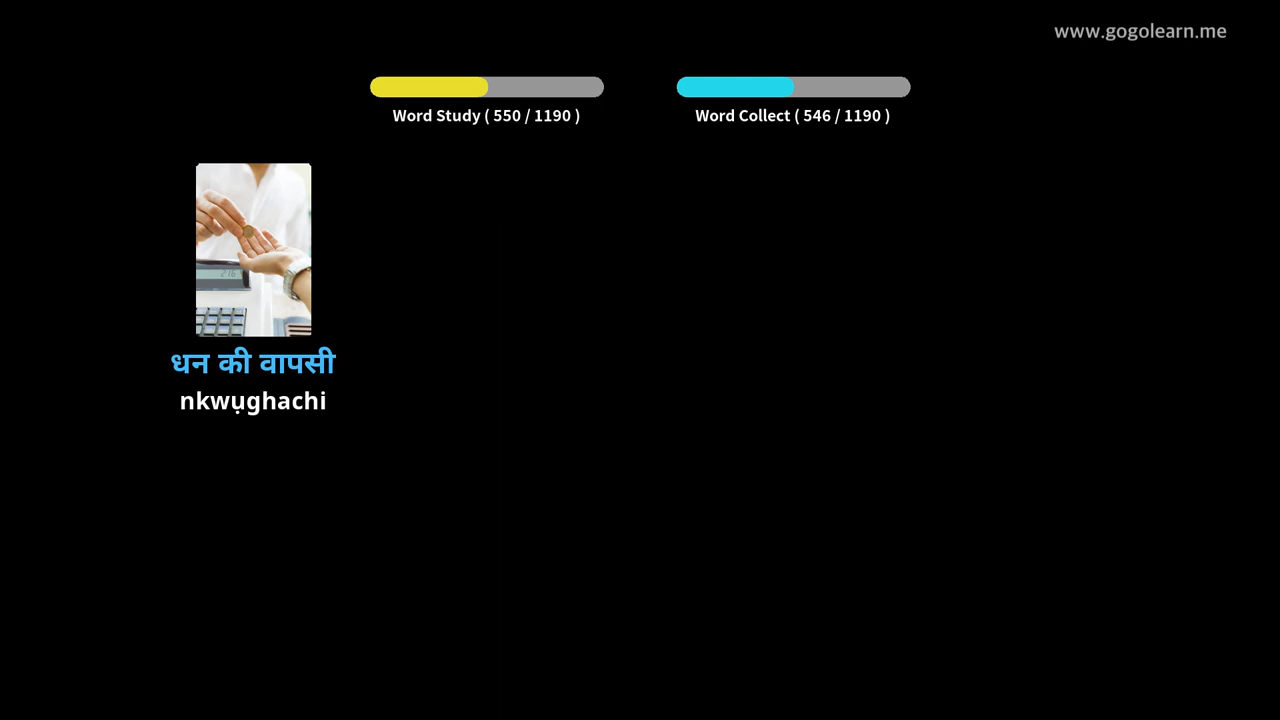 www.gogolearn.me
Word Study ( 550 / 1190 )
Word Collect ( 546 / 1190 )
धन की वापसी
nkwụghachi